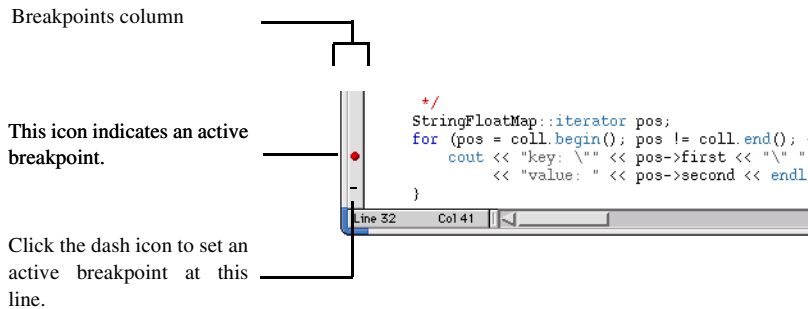 Breakpoints column
This icon indicates an active
breakpoint.
Click the dash icon to set an
active breakpoint at this
line.
*/
StringFloatMap::iterator pos;
for (pos = coll.begin(); pos != coll.end();
cout << "key: \"" << pos->first << "\" "
<< "value: " << pos->second << endl
}
Line 32 Col 41